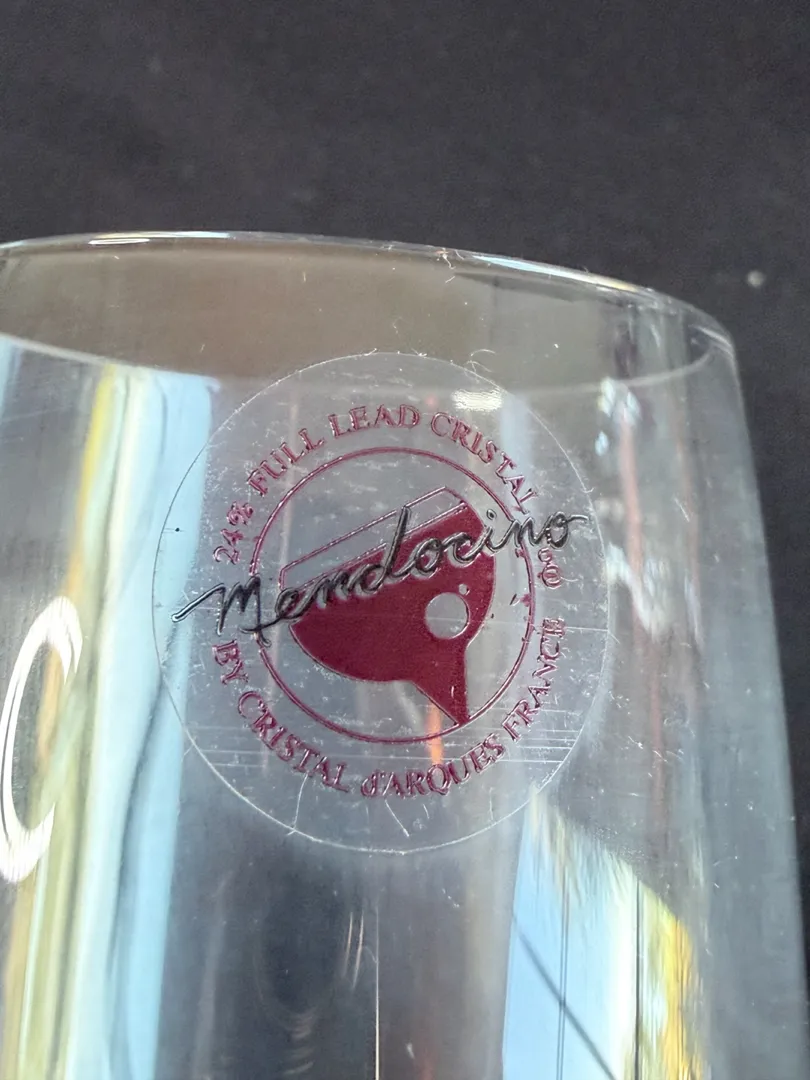 24% FULL LEAD CRISTAL
Mendocino
BY CRISTAL d'ARQUES FRANCE